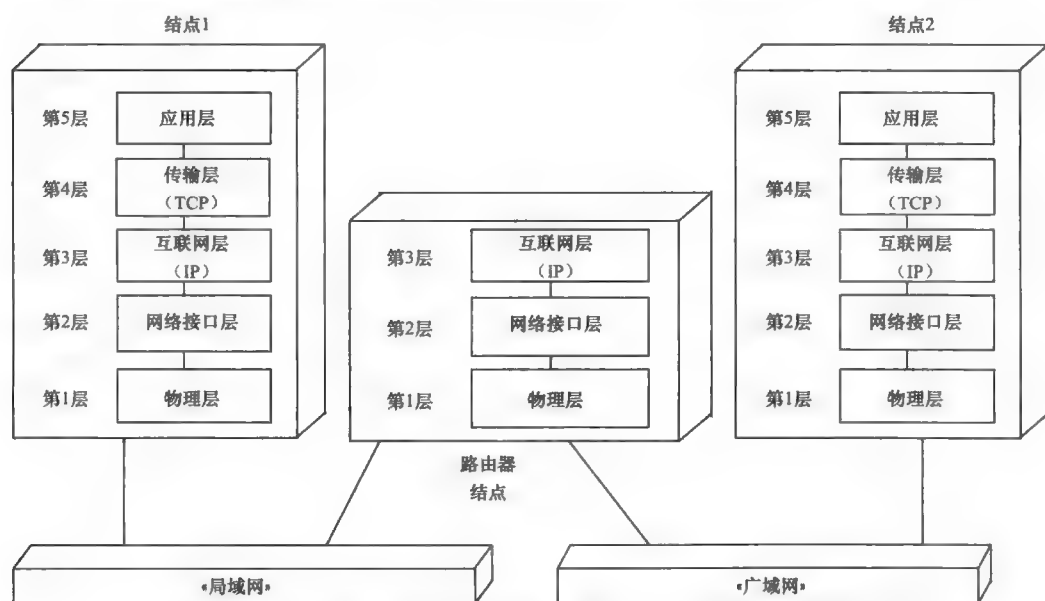 结点1
结点2
第5层 应用层
第4层 传输层
（TCP）
第3层 互联网层
（IP）
第2层 网络接口层
第1层 物理层
第3层 互联网层
（IP）
第2层 网络接口层
第1层 物理层
路由器
结点
第5层 应用层
第4层 传输层
（TCP）
第3层 互联网层
（IP）
第2层 网络接口层
第1层 物理层
«局域网»
«广域网»